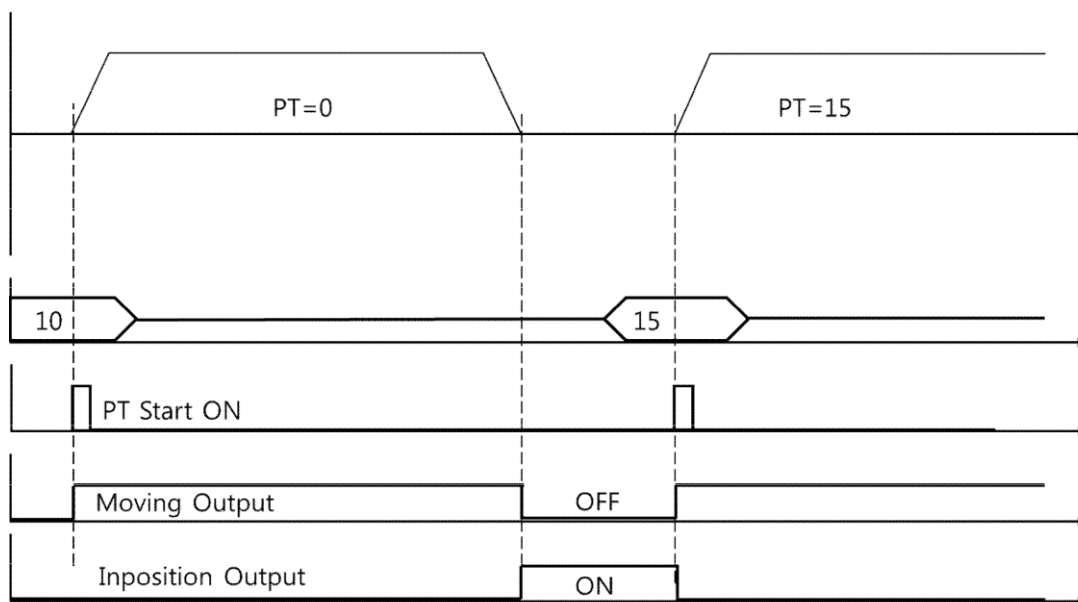 PT=0 PT=15
10 15
PT Start ON
Moving Output OFF
Inposition Output ON